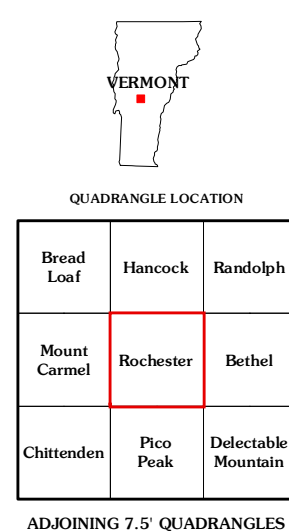 VERMONT
QUADRANGLE LOCATION
Bread
Loaf
Hancock
Randolph
Mount
Carmel
Rochester
Bethel
Chittenden
Pico
Peak
Delectable
Mountain
ADJOINING 7.5' QUADRANGLES